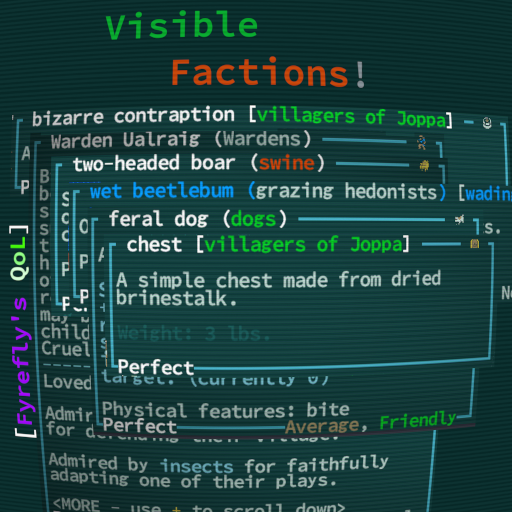 Visible
Factions!
bizarre contraption [villagers of Joppa]
Warden Ualraig (Wardens)
two-headed boar (swine)
wet beetlebum (grazing hedonists) [wadin
feral dog (dogs)
s.
chest [villagers of Joppa]
A simple chest made from dried
brinestalk.
Weight: 3 lbs.
Perfect
child
Cruel
Loved
target: (currently 0)
Physical features: bite
Perfect
Average, Friendly
Admir
for defending their village.
Admired by insects for faithfully
adapting one of their plays.
<MORE - use + to scroll down>
[Fyrefly's QoL]